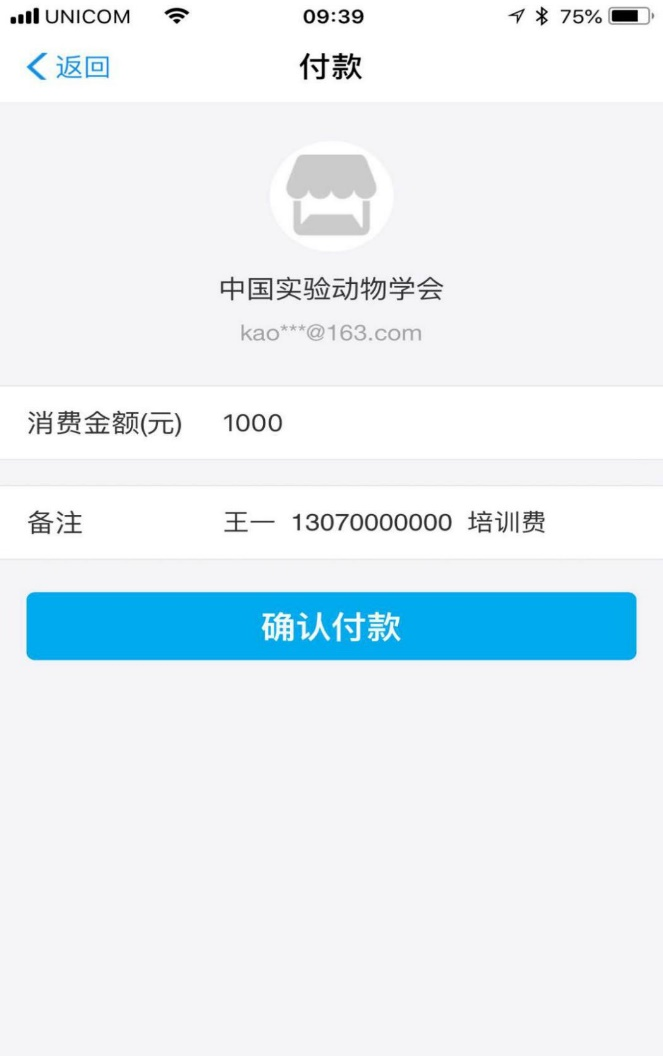 UNICOM 09:39 75%
返回 付款
中国实验动物学会
kao***@163.com
消费金额(元) 1000
备注 王一 13070000000 培训费
确认付款